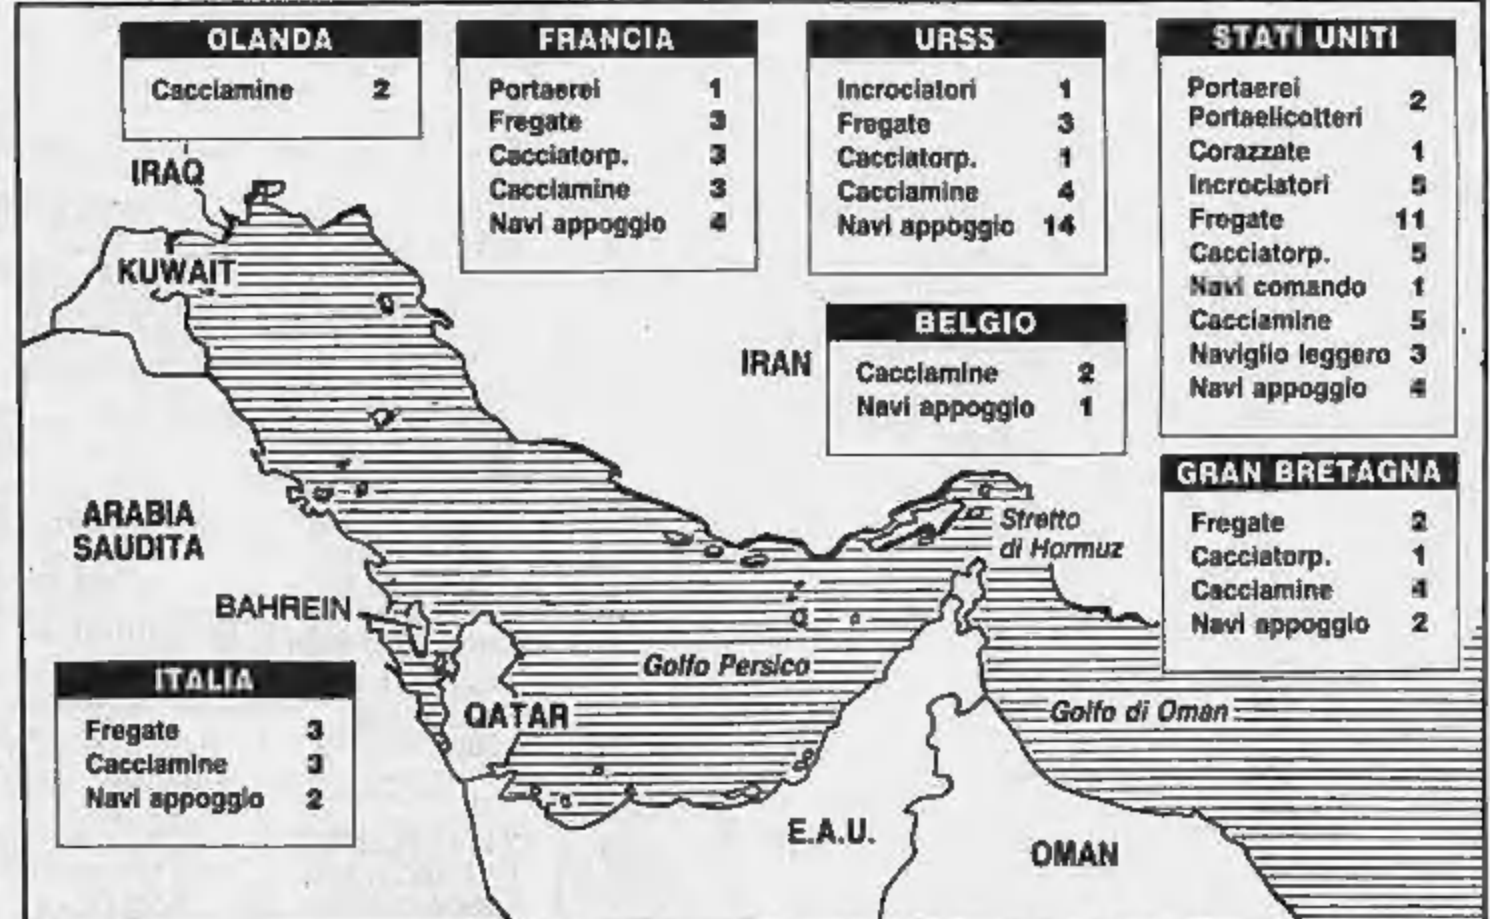 OLANDA
Cacciamine 2
FRANCIA
Portaerei 1
Fregate 3
Cacciatorp. 3
Cacciamine 3
Navi appoggio 4
URSS
Incrociatori 1
Fregate 3
Cacciatorp. 1
Cacciamine 4
Navi appoggio 14
STATI UNITI
Portaerei
Portaelicotteri 2
Corazzate 1
Incrociatori 5
Fregate 11
Cacciatorp. 5
Navi comando 1
Cacciamine 5
Naviglio leggero 3
Navi appoggio 4
IRAQ
KUWAIT
IRAN
BELGIO
Cacciamine 2
Navi appoggio 1
GRAN BRETAGNA
Fregate 2
Cacciatorp. 1
Cacciamine 4
Navi appoggio 2
ARABIA
SAUDITA
Stretto
di Hormuz
BAHREIN
Golfo Persico
QATAR
Golfo di Oman
ITALIA
Fregate 3
Cacciamine 3
Navi appoggio 2
E.A.U.
OMAN